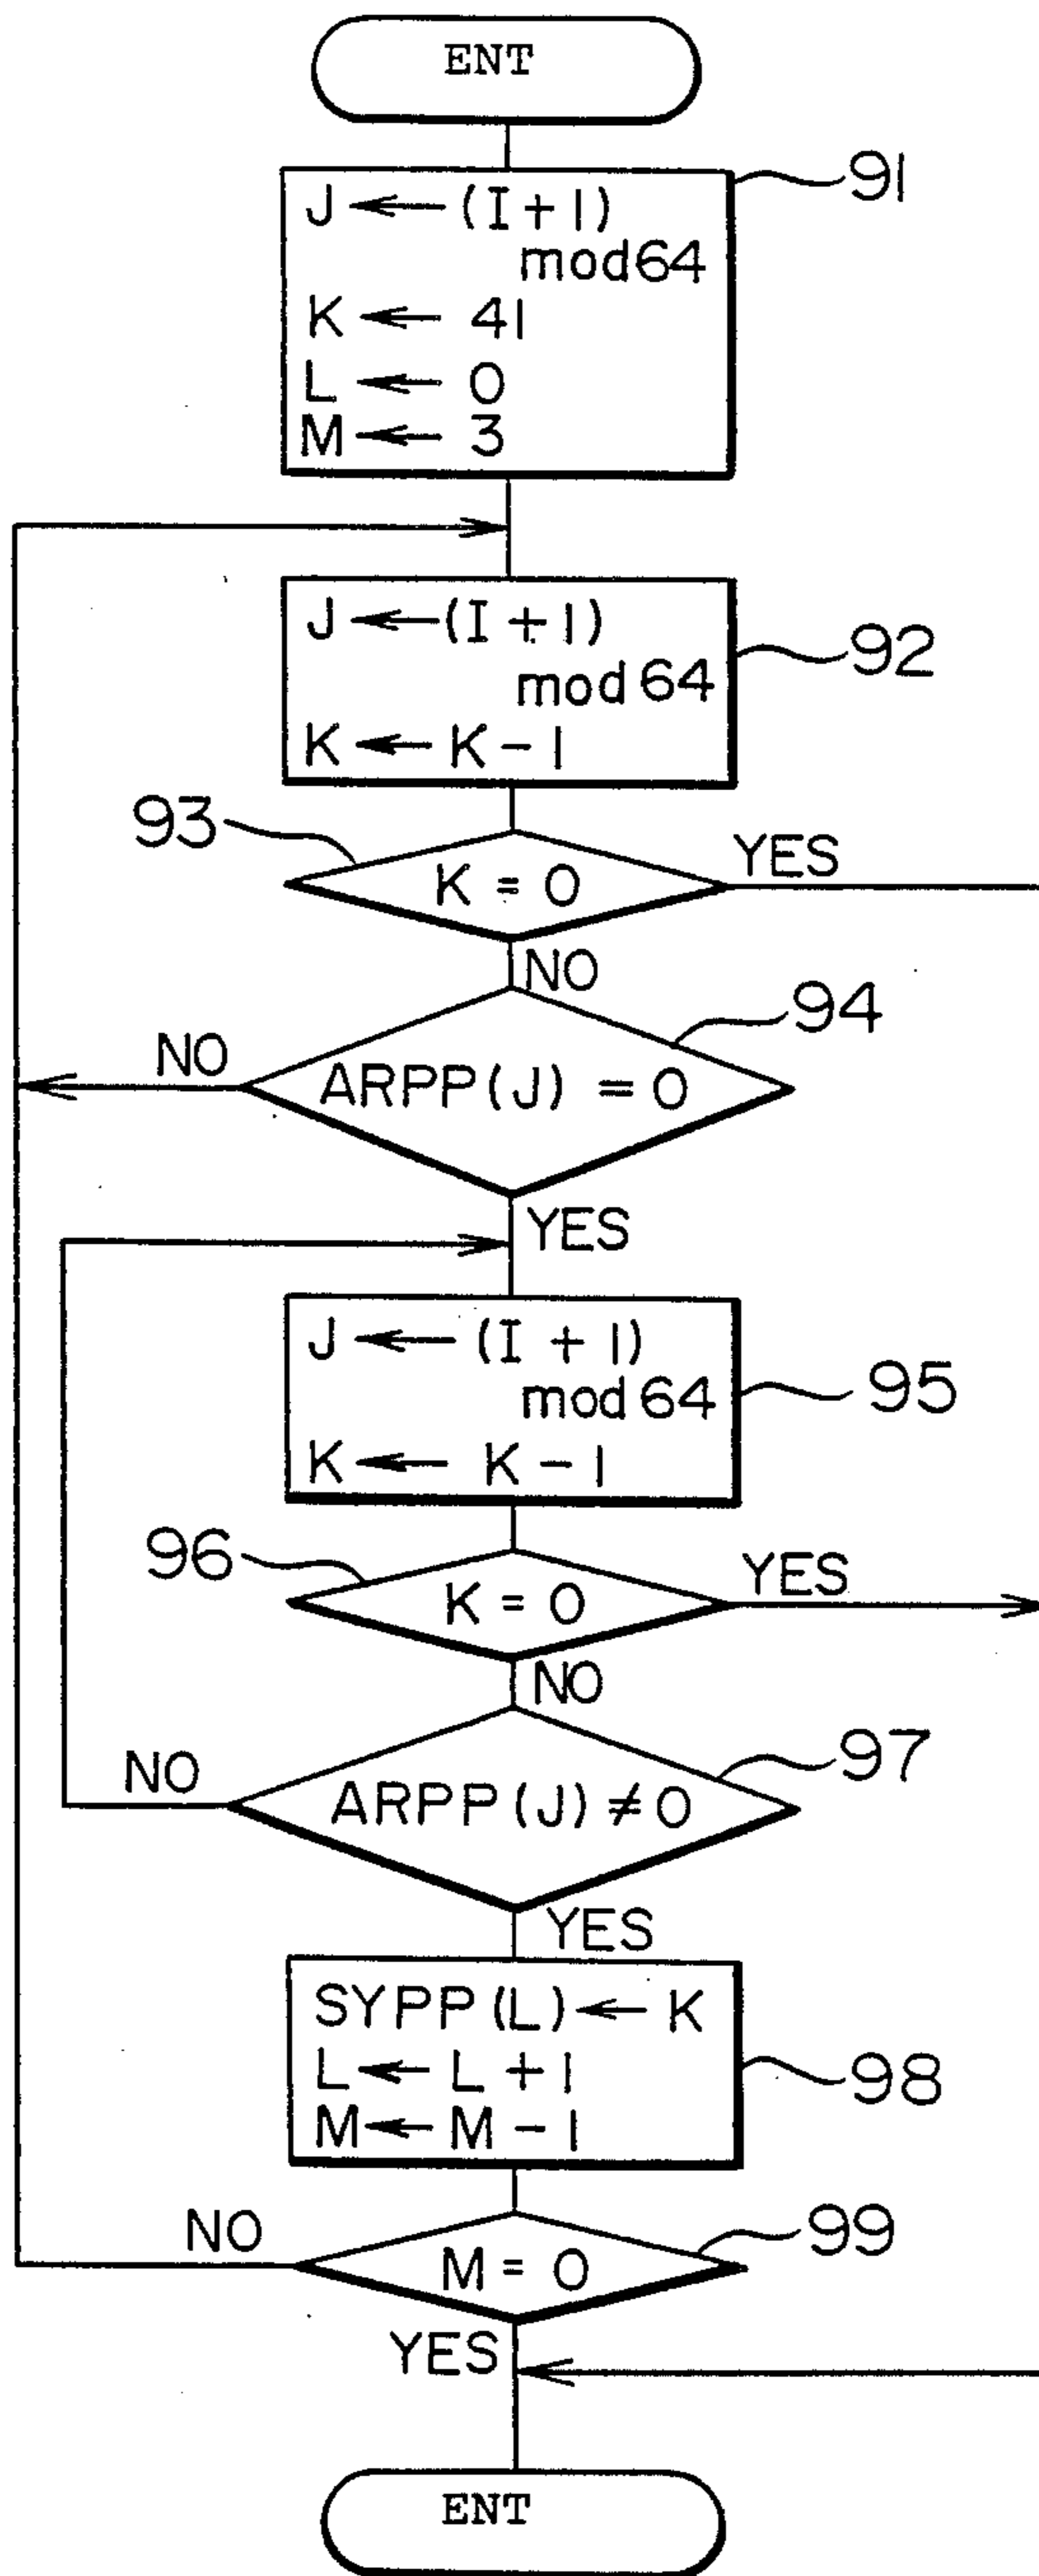 ENT
91
J ← (I + 1)
mod 64
K ← 41
L ← 0
M ← 3
J ← (I + 1)
mod 64
92
K ← K - 1
93
YES
K = 0
NO
94
NO
ARPP(J) = 0
YES
J ← (I + 1)
mod 64
95
K ← K - 1
96
YES
K = 0
NO
97
NO
ARPP(J) ≠ 0
YES
SYPP(L) ← K
L ← L + 1
98
M ← M - 1
NO
99
M = 0
YES
ENT